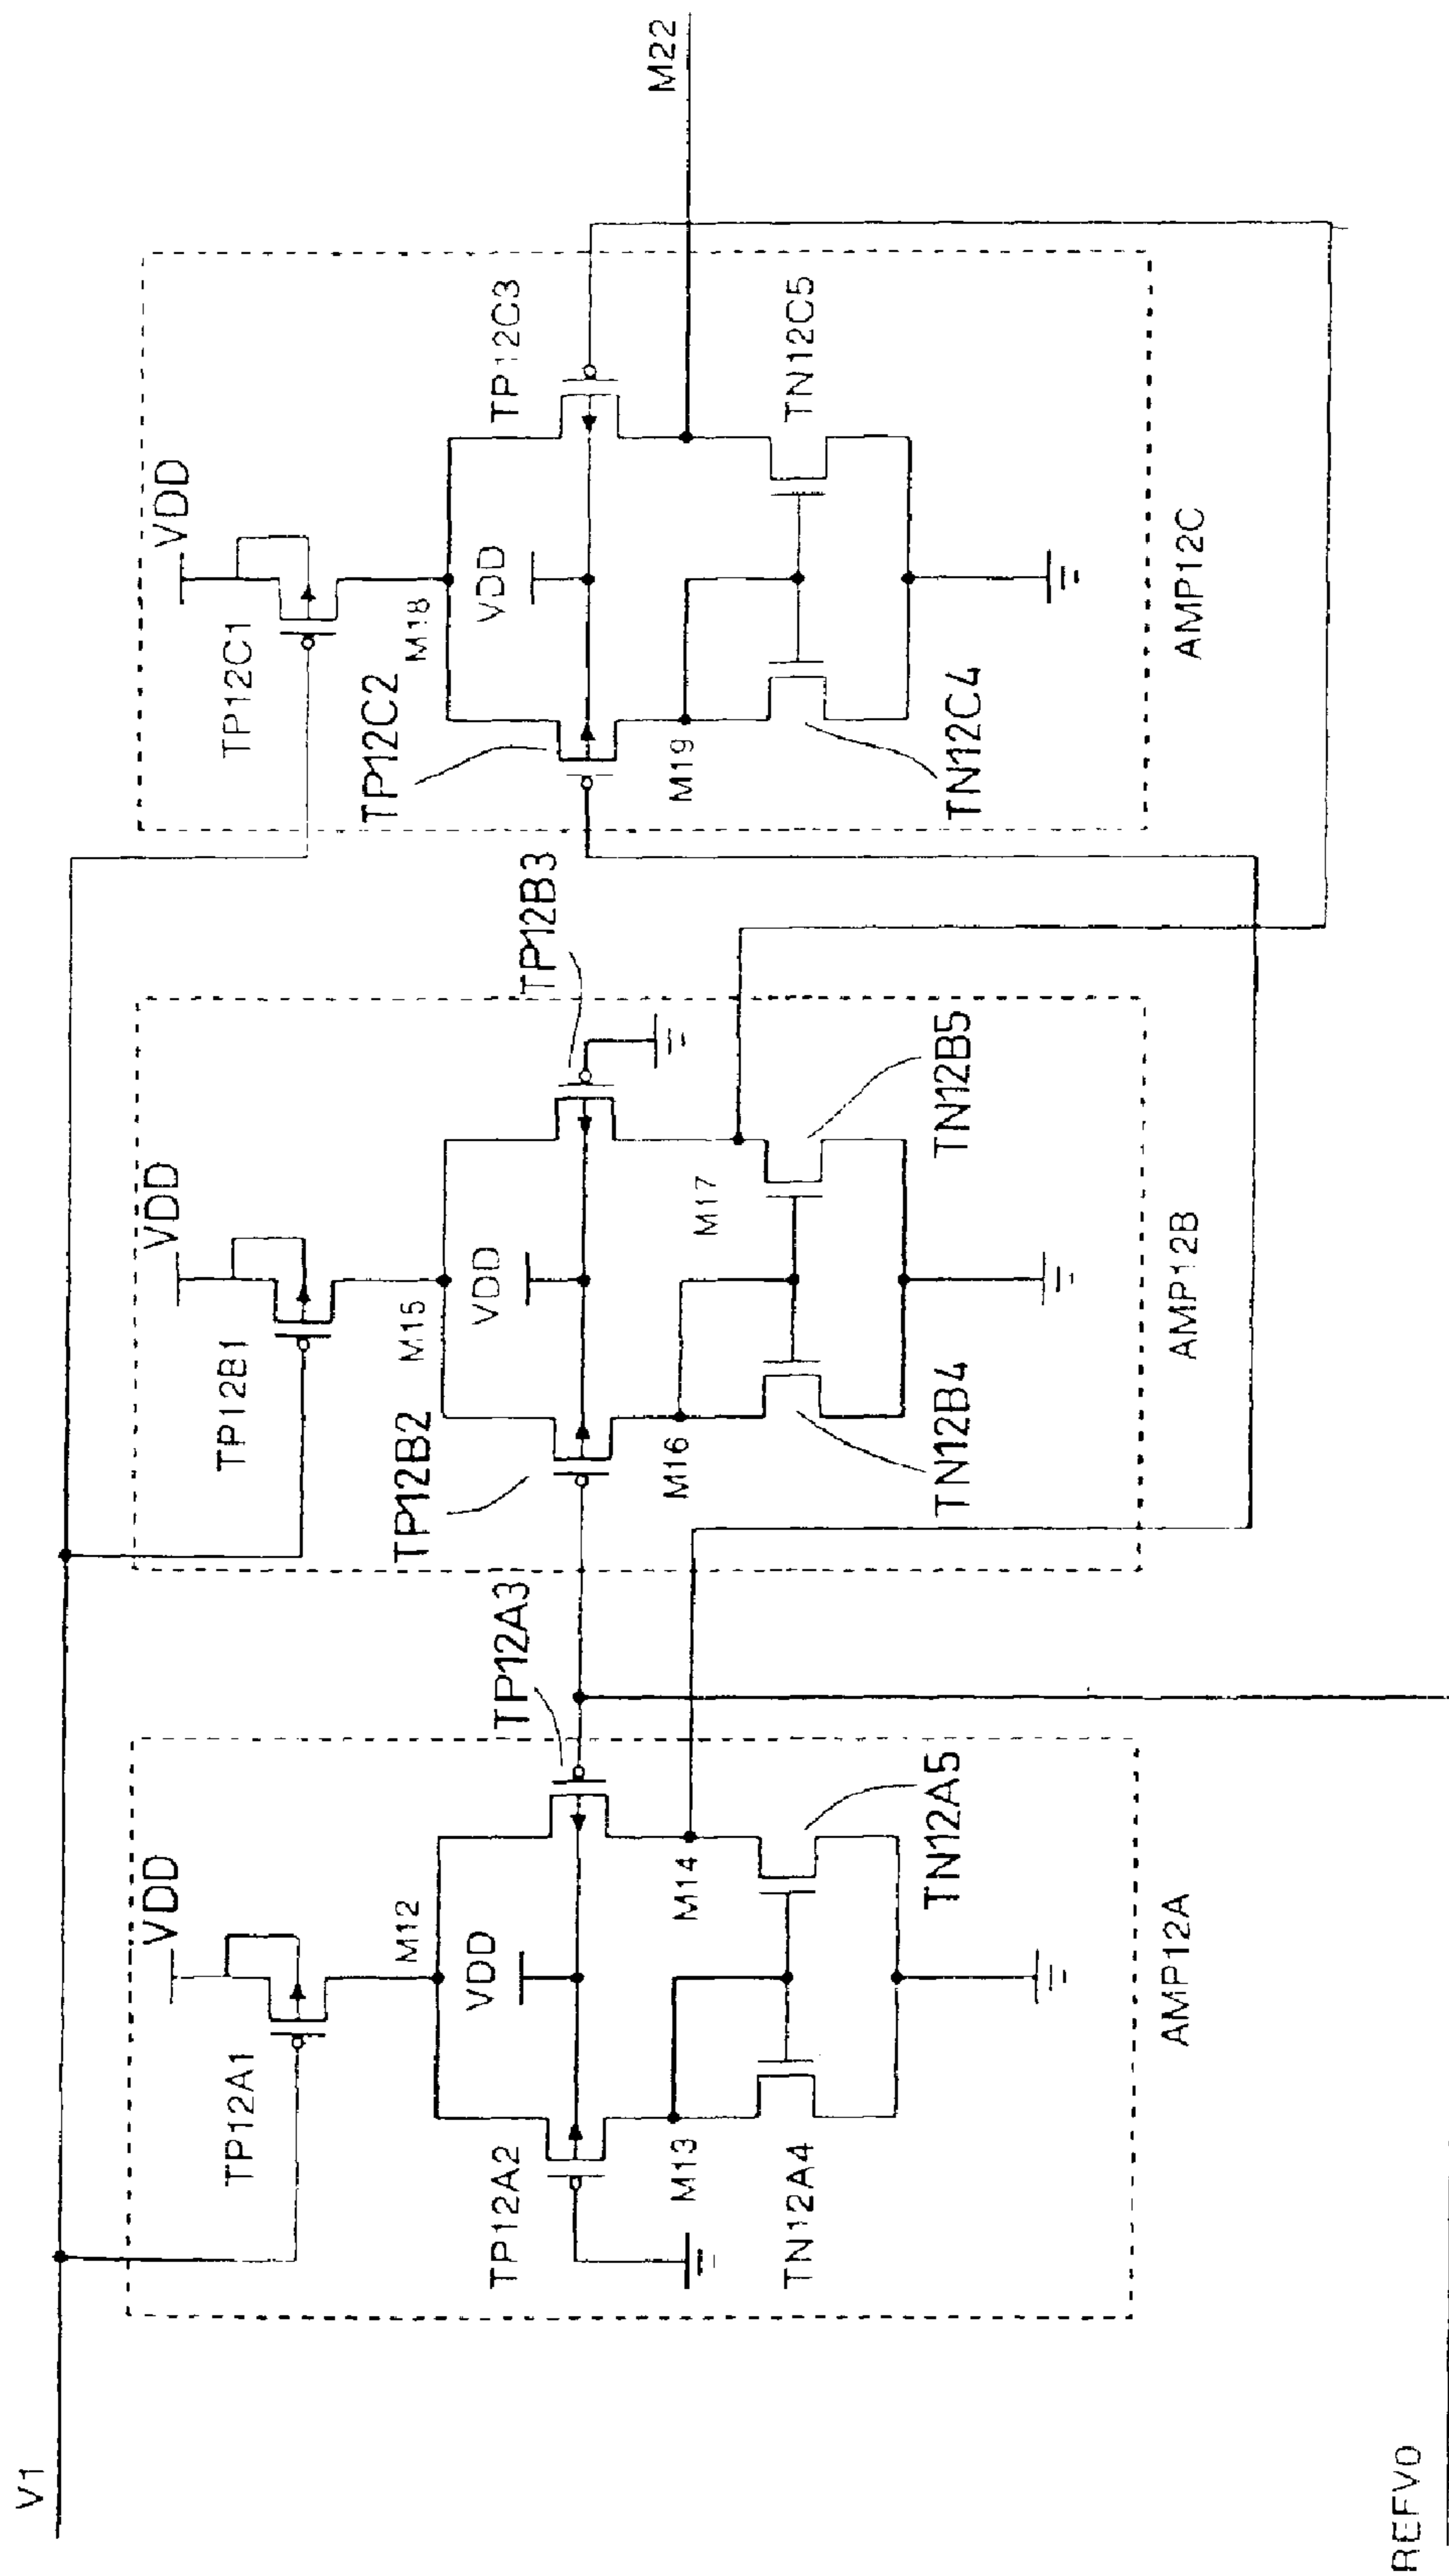 V1
VDD
TP12A1
M12
TP12A2
VDD
TP12A3
M13
M14
TN12A4
TN12A5
AMP12A
VDD
TP12B1
M15
TP12B2
VDD
TP12B3
M16
M17
TN12B4
TN12B5
AMP12B
VDD
TP12C1
M18
TP12C2
VDD
TP12C3
M19
M22
TN12C4
TN12C5
AMP12C
REFV0